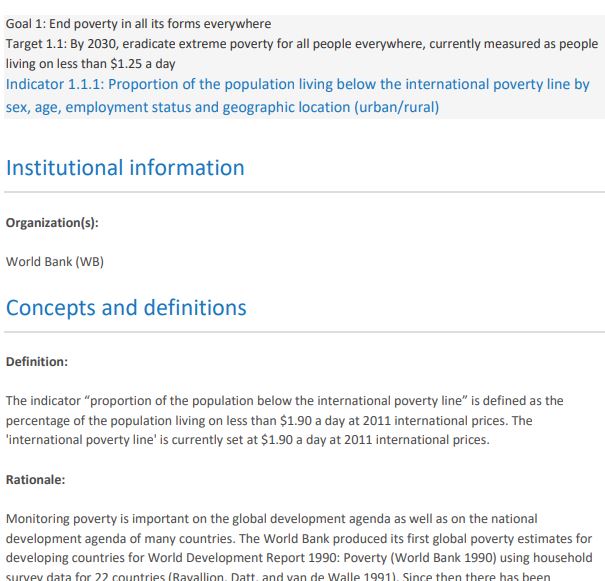 Goal 1: End poverty in all its forms everywhere
Target 1.1: By 2030, eradicate extreme poverty for all people everywhere, currently measured as people
living on less than $1.25 a day
Indicator 1.1.1: Proportion of the population living below the international poverty line by
sex, age, employment status and geographic location (urban/rural)
Institutional information
Organization(s):
World Bank (WB)
Concepts and definitions
Definition:
The indicator “proportion of the population below the international poverty line” is defined as the
percentage of the population living on less than $1.90 a day at 2011 international prices. The
'international poverty line' is currently set at $1.90 a day at 2011 international prices.
Rationale:
Monitoring poverty is important on the global development agenda as well as on the national
development agenda of many countries. The World Bank produced its first global poverty estimates for
developing countries for World Development Report 1990: Poverty (World Bank 1990) using household
survey data for 22 countries (Ravallion, Datt, and van de Walle 1991). Since then there has been